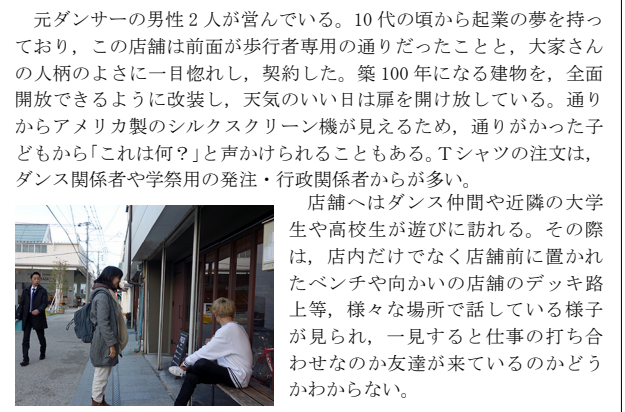 元ダンサーの男性２人が営んでいる。10 代の頃から起業の夢を持っ
ており，この店舗は前面が歩行者専用の通りだったことと，大家さん
の人柄のよさに一目惚れし，契約した。築 100 年になる建物を，全面
開放できるように改装し，天気のいい日は扉を開け放している。通り
からアメリカ製のシルクスクリーン機が見えるため，通りがかった子
どもから「これは何？」と声かけられることもある。Ｔシャツの注文は，
ダンス関係者や学祭用の発注・行政関係者からが多い。
店舗へはダンス仲間や近隣の大学
生や高校生が遊びに訪れる。その際
は，店内だけでなく店舗前に置かれ
たベンチや向かいの店舗のデッキ路
上等，様々な場所で話している様子
が見られ，一見すると仕事の打ち合
わせなのか友達が来ているのかどう
かわからない。